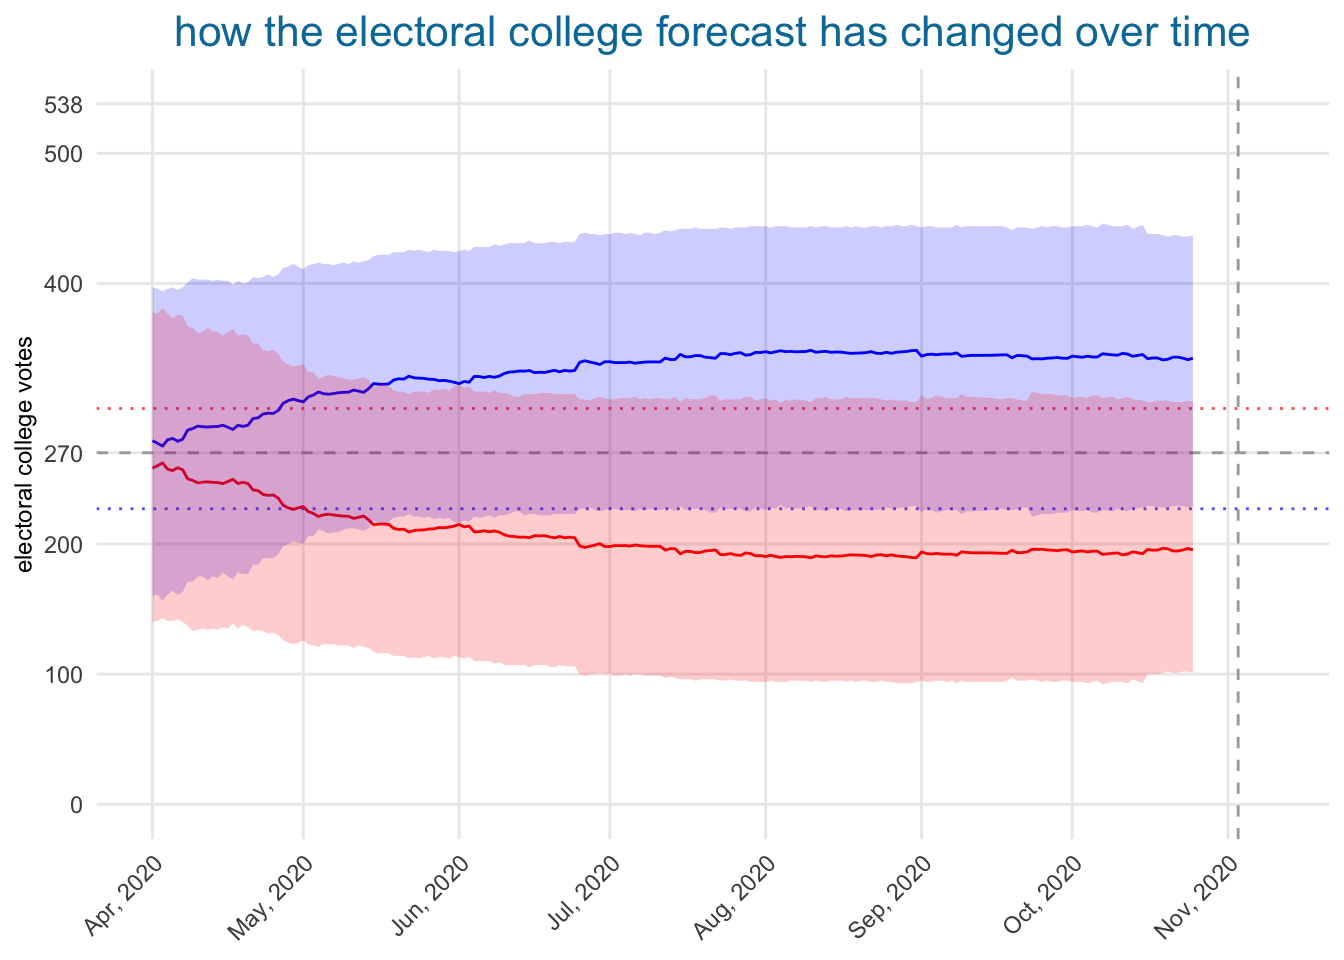 how the electoral college forecast has changed over time
538
500
400
270
200
100
0
electoral college votes
Apr, 2020
May, 2020
Jun, 2020
Jul, 2020
Aug, 2020
Sep, 2020
Oct, 2020
Nov, 2020